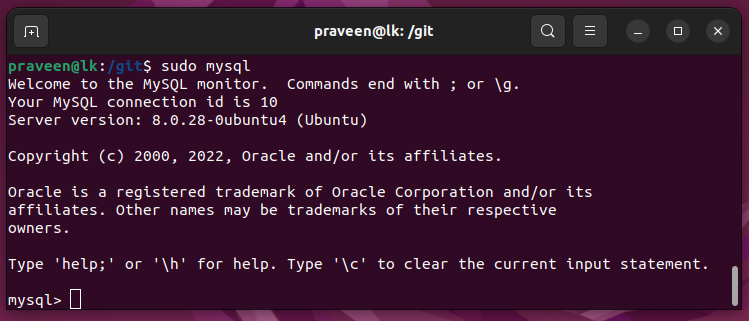 praveen@lk: /git
praveen@lk:/git$ sudo mysql
Welcome to the MySQL monitor.  Commands end with ; or \g.
Your MySQL connection id is 10
Server version: 8.0.28-0ubuntu4 (Ubuntu)
Copyright (c) 2000, 2022, Oracle and/or its affiliates.
Oracle is a registered trademark of Oracle Corporation and/or its
affiliates. Other names may be trademarks of their respective
owners.
Type 'help;' or '\h' for help. Type '\c' to clear the current input statement.
mysql>